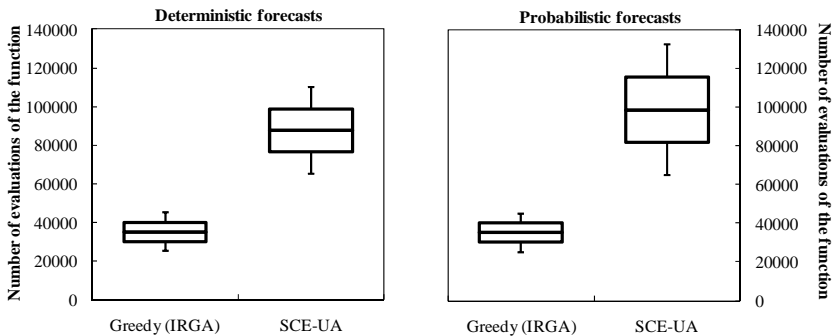 Deterministic forecasts
Number of evaluations of the function
140000
120000
100000
80000
60000
40000
20000
0
Greedy (IRGA)
SCE-UA
Probabilistic forecasts
140000
120000
100000
80000
60000
40000
20000
0
Number of evaluations of the function
Greedy (IRGA)
SCE-UA